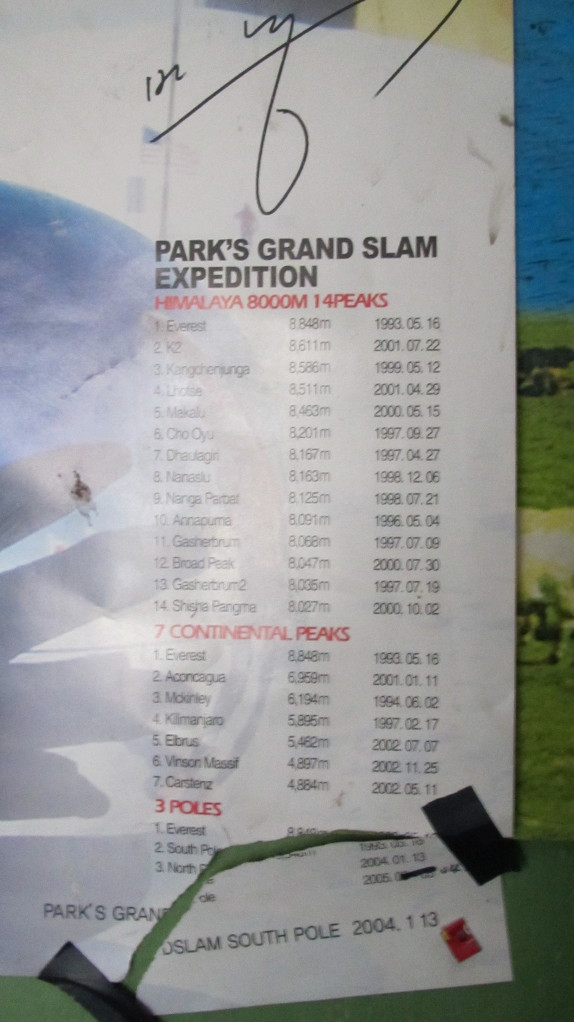 PARK'S GRAND SLAM
EXPEDITION
HIMALAYA 8000M 14PEAKS
1. Everest 8,848m 1993. 05. 16
2. K2 8,611m 2001. 07. 22
3. Kangchenjunga 8,586m 1999. 05. 12
4. Lhotse 8,511m 2001. 04. 29
5. Makalu 8,463m 2000. 05. 15
6. Cho Oyu 8,201m 1997. 09. 27
7. Dhaulagiri 8,167m 1997. 04. 27
8. Nanaslu 8,163m 1998. 12. 06
9. Nanga Parbat 8,125m 1998. 07. 21
10. Annapurna 8,091m 1996. 05. 04
11. Gasherbrum 8,068m 1997. 07. 09
12. Broad Peak 8,047m 2000. 07. 30
13. Gasherbrum2 8,035m 1997. 07. 19
14. Shisha Pangma 8,027m 2000. 10. 02
7 CONTINENTAL PEAKS
1. Everest 8,848m 1993. 05. 16
2. Aconcagua 6,959m 2001. 01. 11
3. Mckinley 6,194m 1994. 06. 02
4. Kilimanjaro 5,895m 1997. 02. 17
5. Elbrus 5,462m 2002. 07. 07
6. Vinson Massif 4,897m 2002. 11. 25
7. Carstenz 4,884m 2002. 05. 11
3 POLES
1. Everest
2. South 2004. 01. 13
3. North 2005.
PARK'S GRAN DSLAM SOUTH POLE 2004. 1 13